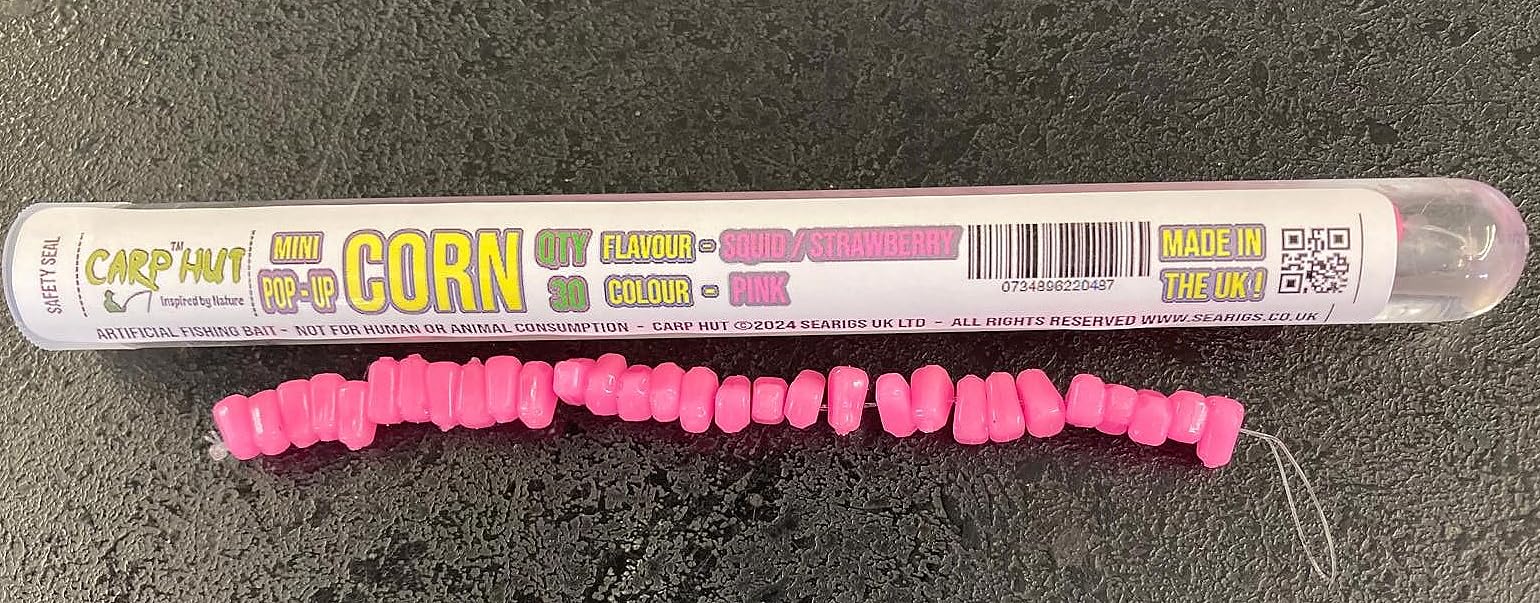 SAFETY SEAL
CARP HUT™
Inspired by Nature
MINI
POP-UP
CORN
QTY
30
FLAVOUR - SQUID / STRAWBERRY
COLOUR - PINK
0734896220487
MADE IN
THE UK!
ARTIFICIAL FISHING BAIT - NOT FOR HUMAN OR ANIMAL CONSUMPTION - CARP HUT ©2024 SEARIGS UK LTD - ALL RIGHTS RESERVED WWW.SEARIGS.CO.UK